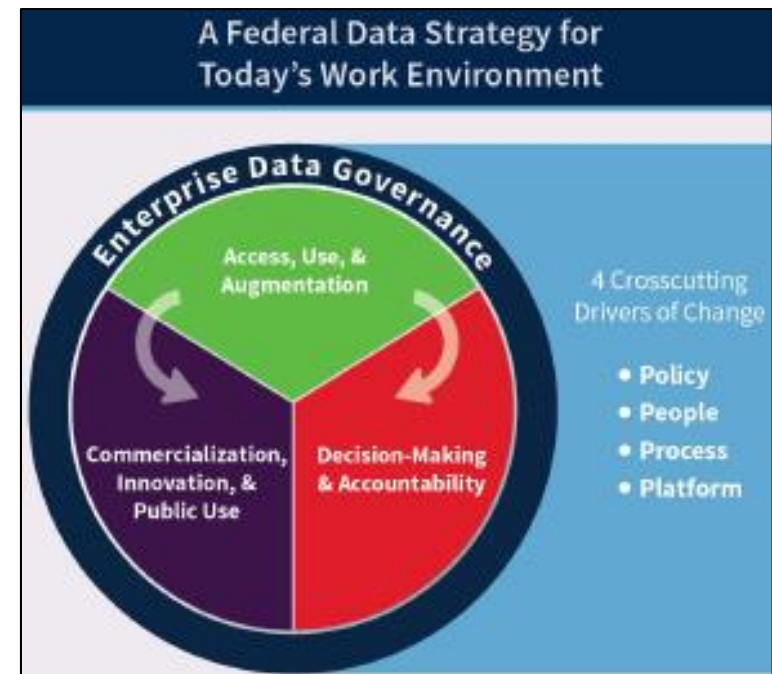 A Federal Data Strategy for
Today's Work Environment
Enterprise Data Governance
Access, Use, &
Augmentation
Commercialization,
Innovation, &
Public Use
Decision-Making
& Accountability
4 Crosscutting
Drivers of Change
• Policy
• People
• Process
• Platform